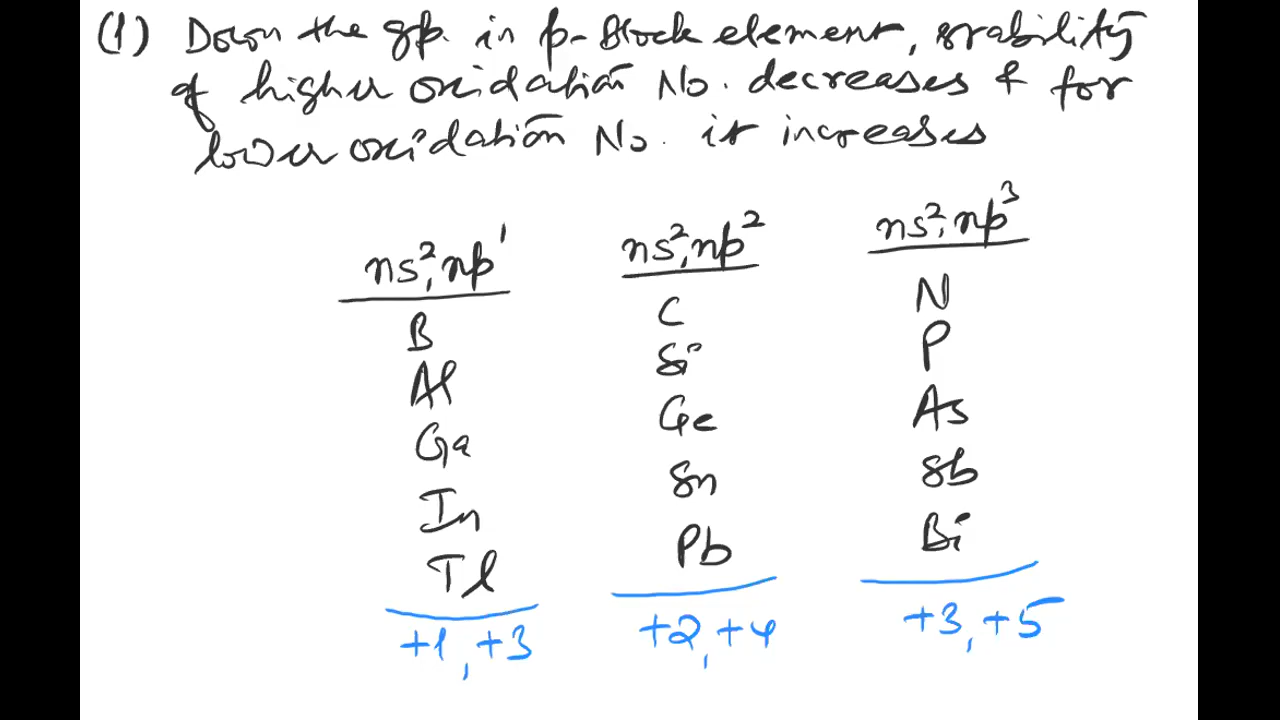 (1) Down the gp. in p-Block element, stability
of higher oxidation No. decreases & for
lower oxidation No. it increases
ns², np¹ ns², np² ns², np³
B C N
Al Si P
Ga Ge As
In Sn Sb
Tl Pb Bi
+1, +3 +2, +4 +3, +5